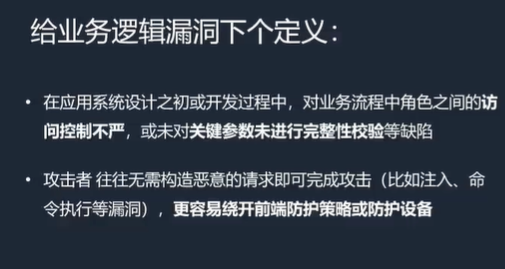 给业务逻辑漏洞下个定义：
• 在应用系统设计之初或开发过程中，对业务流程中角色之间的访
问控制不严，或未对关键参数未进行完整性校验等缺陷
• 攻击者 往往无需构造恶意的请求即可完成攻击（比如注入、命
令执行等漏洞），更容易绕开前端防护策略或防护设备